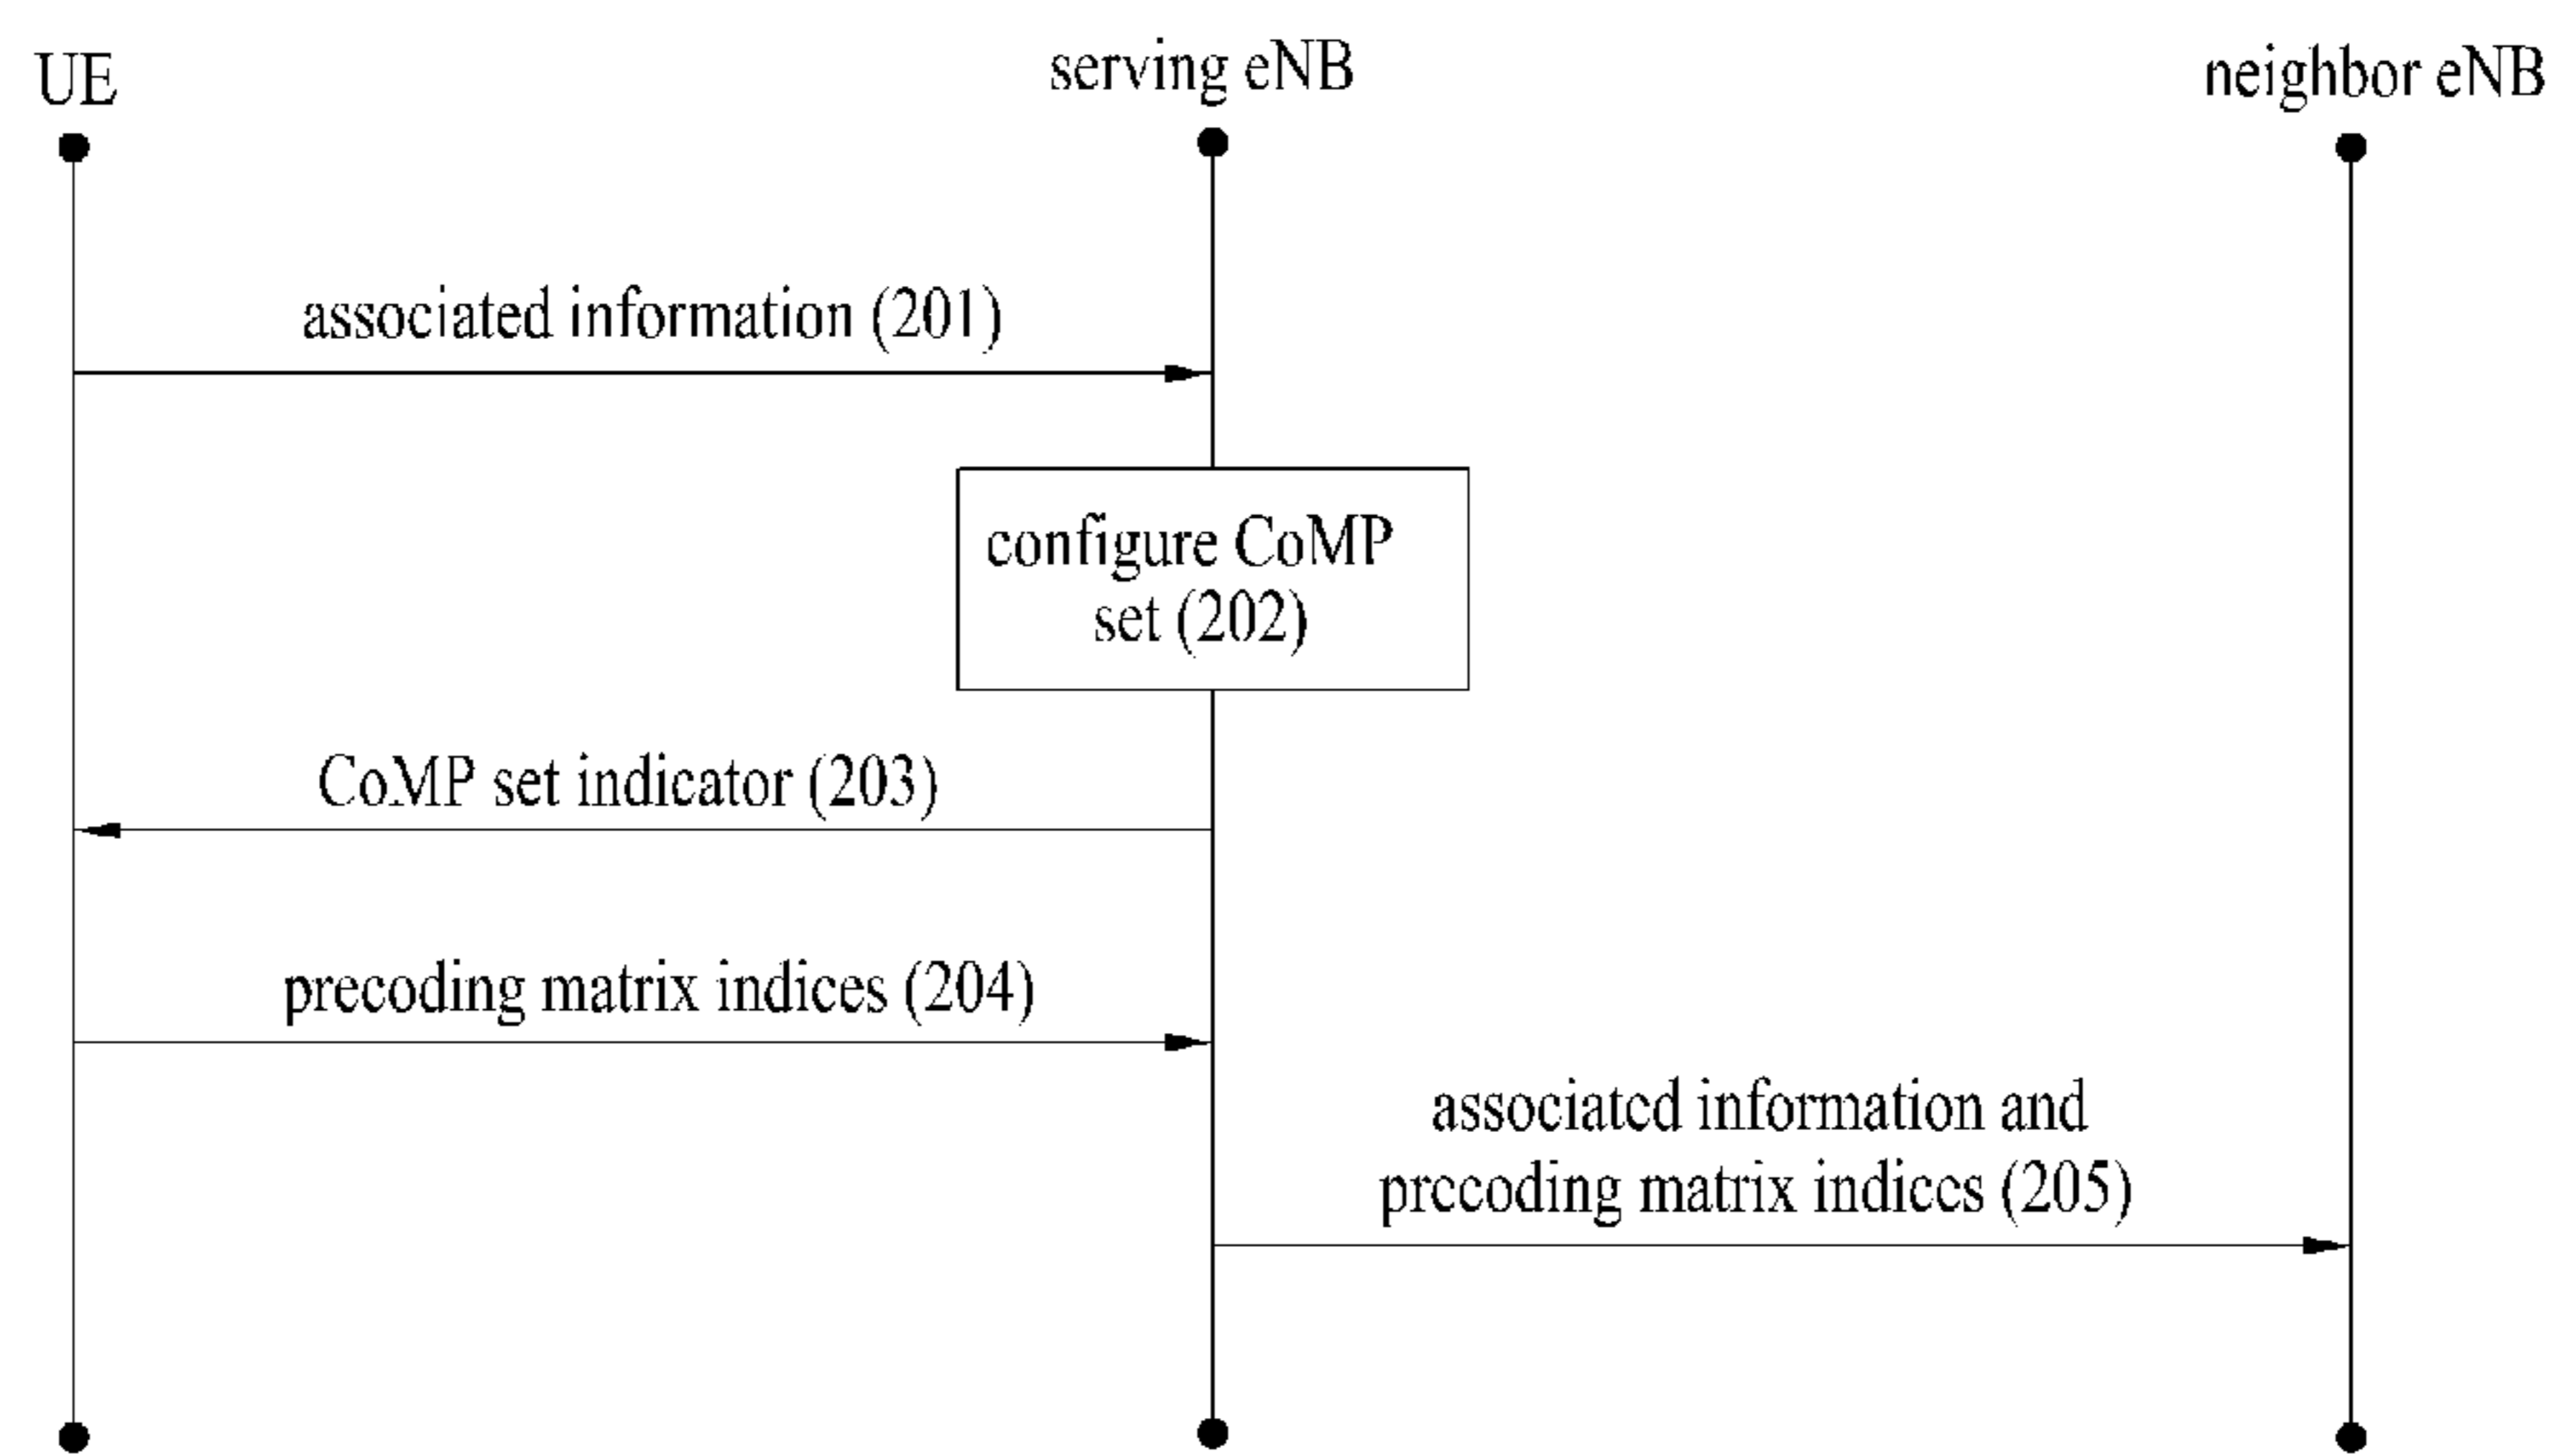 UE
serving eNB
neighbor eNB
associated information (201)
configure CoMP
set (202)
CoMP set indicator (203)
precoding matrix indices (204)
associated information and
precoding matrix indices (205)